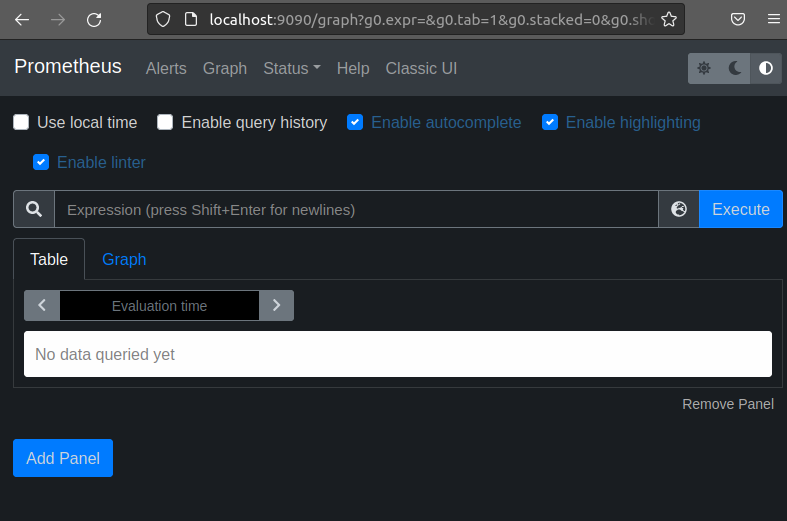 localhost:9090/graph?g0.expr=&g0.tab=1&g0.stacked=0&g0.sho
Prometheus Alerts Graph Status Help Classic UI
Use local time Enable query history Enable autocomplete Enable highlighting
Enable linter
Expression (press Shift+Enter for newlines) Execute
Table Graph
Evaluation time
No data queried yet
Remove Panel
Add Panel